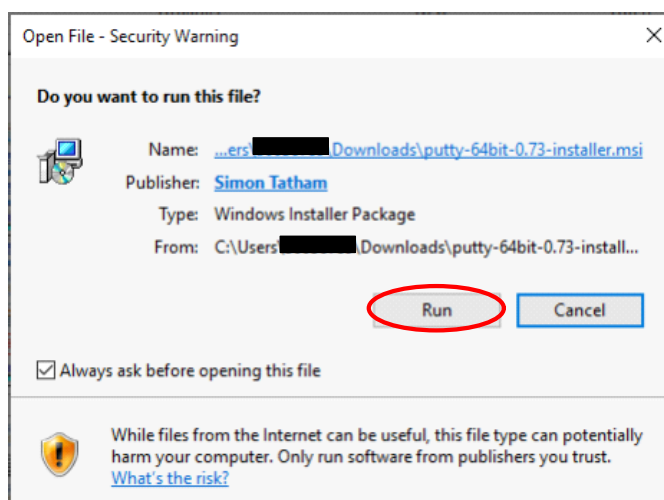 Open File - Security Warning
Do you want to run this file?
Name: ...ers\ Downloads\putty-64bit-0.73-installer.msi
Publisher: Simon Tatham
Type: Windows Installer Package
From: C:\Users\ \Downloads\putty-64bit-0.73-install...
Run Cancel
Always ask before opening this file
While files from the Internet can be useful, this file type can potentially
harm your computer. Only run software from publishers you trust.
What's the risk?